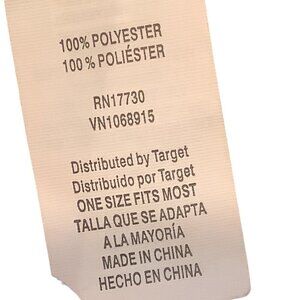 100% POLYESTER
100% POLIÉSTER
RN17730
VN1068915
Distributed by Target
Distribuido por Target
ONE SIZE FITS MOST
TALLA QUE SE ADAPTA
A LA MAYORÍA
MADE IN CHINA
HECHO EN CHINA